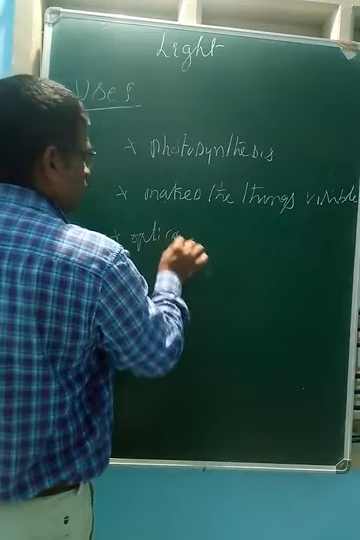 Light
Uses
+ photosynthesis
+ makes the things visible
+ optica